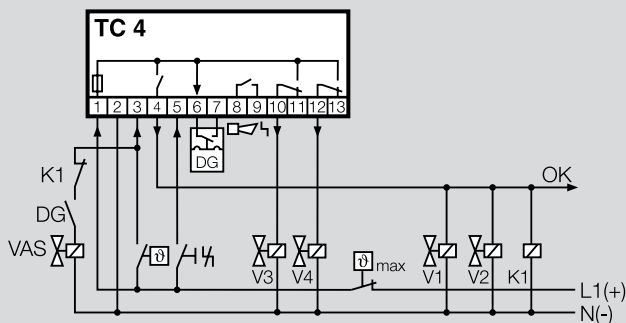 TC 4
1 2 3 4 5 6 7 8 9 10 11 12 13
DG
K1
OK
DG
VAS
ϑ
V3
V4
ϑ max
V1
V2
K1
L1(+)
N(-)